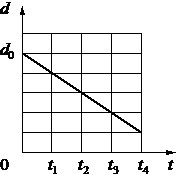 d
d₀
0 t₁ t₂ t₃ t₄ t